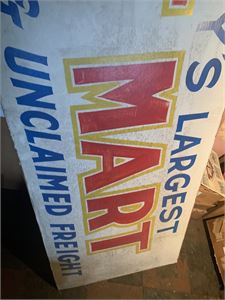 Y'S LARGEST
MART
& UNCLAIMED FREIGHT